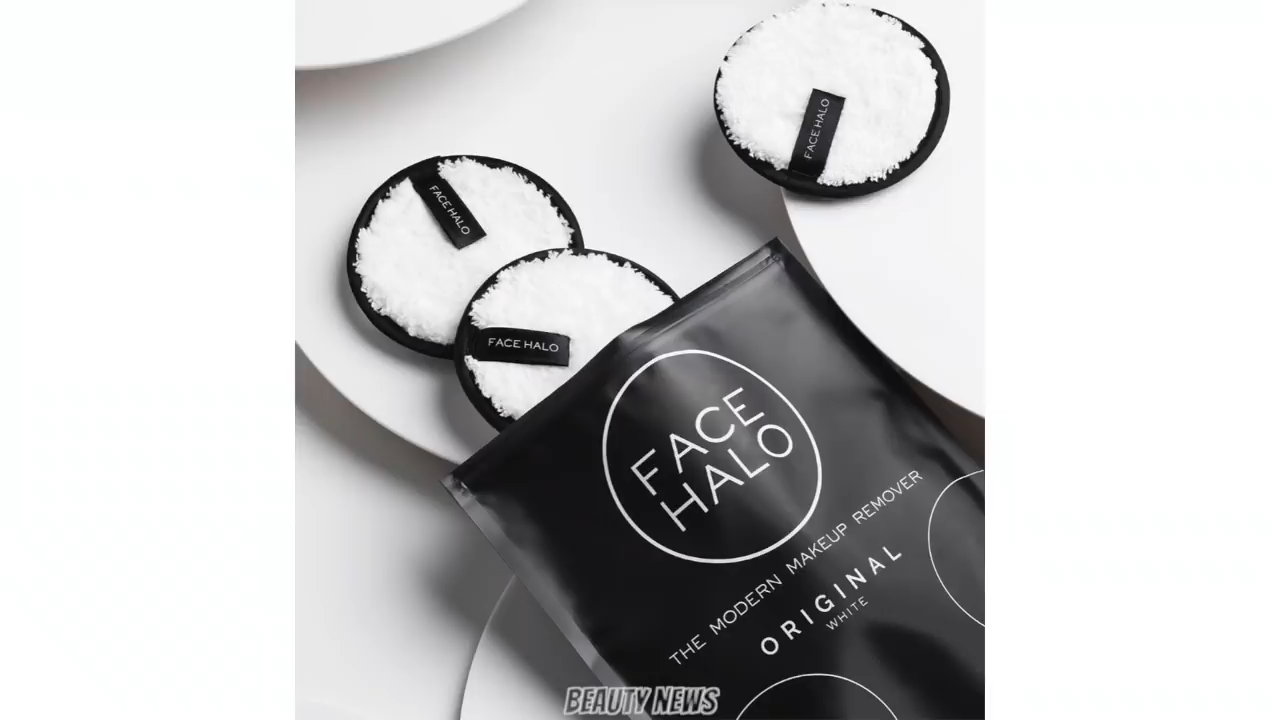 FACE HALO
FACE HALO
FACE HALO
FACE
HALO
THE MODERN MAKEUP REMOVER
ORIGINAL
WHITE
BEAUTY NEWS